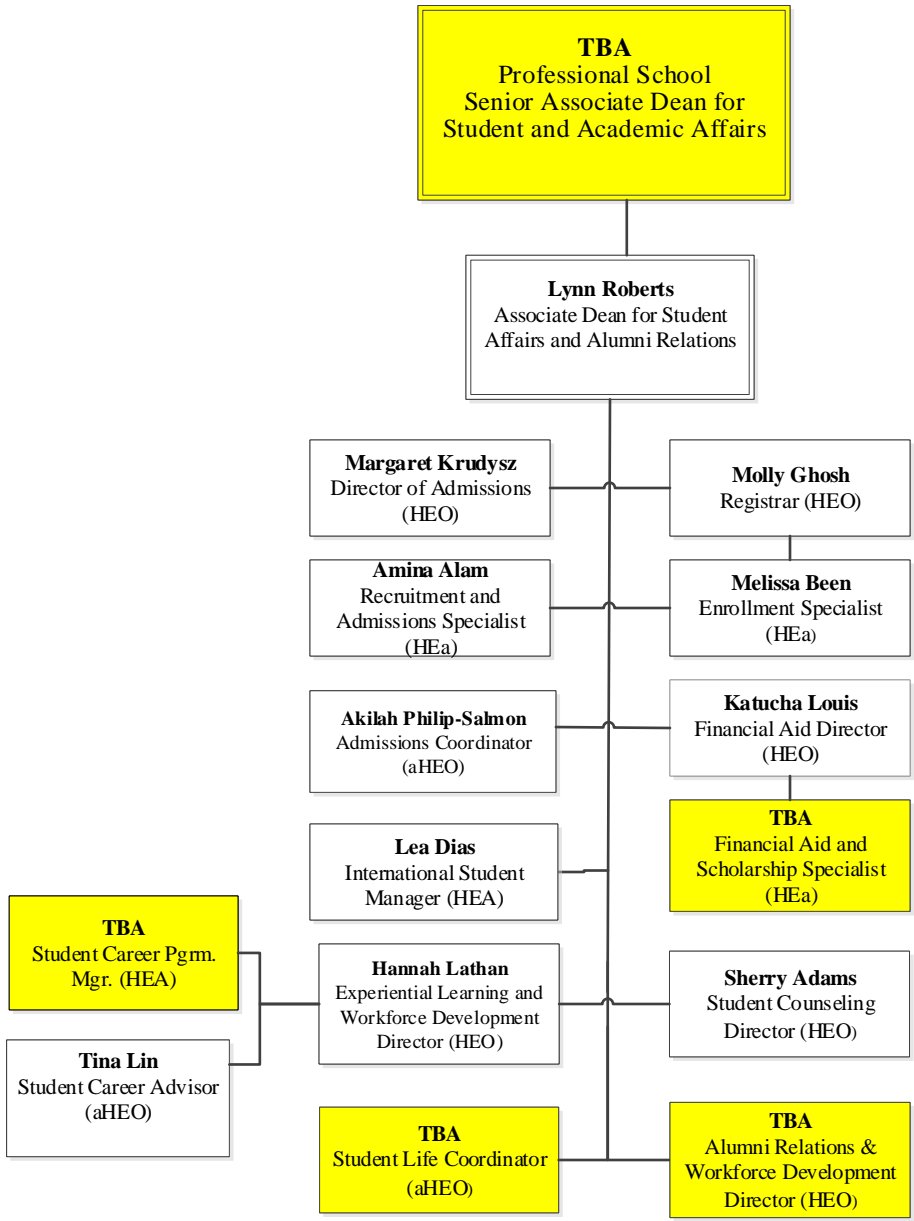 TBA
Professional School
Senior Associate Dean for
Student and Academic Affairs
Lynn Roberts
Associate Dean for Student
Affairs and Alumni Relations
Margaret Krudysz
Director of Admissions
(HEO)
Molly Ghosh
Registrar (HEO)
Amina Alam
Recruitment and
Admissions Specialist
(HEa)
Melissa Been
Enrollment Specialist
(HEa)
Akilah Philip-Salmon
Admissions Coordinator
(aHEO)
Katucha Louis
Financial Aid Director
(HEO)
Lea Dias
International Student
Manager (HEA)
TBA
Financial Aid and
Scholarship Specialist
(HEa)
TBA
Student Career Pgrm.
Mgr. (HEA)
Hannah Lathan
Experiential Learning and
Workforce Development
Director (HEO)
Sherry Adams
Student Counseling
Director (HEO)
Tina Lin
Student Career Advisor
(aHEO)
TBA
Student Life Coordinator
(aHEO)
TBA
Alumni Relations &
Workforce Development
Director (HEO)